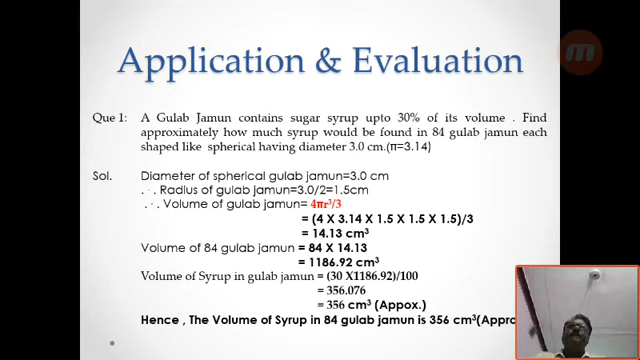 Application & Evaluation
Que 1: A Gulab Jamun contains sugar syrup upto 30% of its volume . Find
approximately how much syrup would be found in 84 gulab jamun each
shaped like spherical having diameter 3.0 cm.(π=3.14)
Sol. Diameter of spherical gulab jamun=3.0 cm
∴ Radius of gulab jamun=3.0/2=1.5cm
∴ Volume of gulab jamun= 4πr³/3
= (4 X 3.14 X 1.5 X 1.5 X 1.5)/3
= 14.13 cm³
Volume of 84 gulab jamun = 84 X 14.13
= 1186.92 cm³
Volume of Syrup in gulab jamun = (30 X1186.92)/100
= 356.076
= 356 cm³ (Appox.)
Hence , The Volume of Syrup in 84 gulab jamun is 356 cm³(Appro